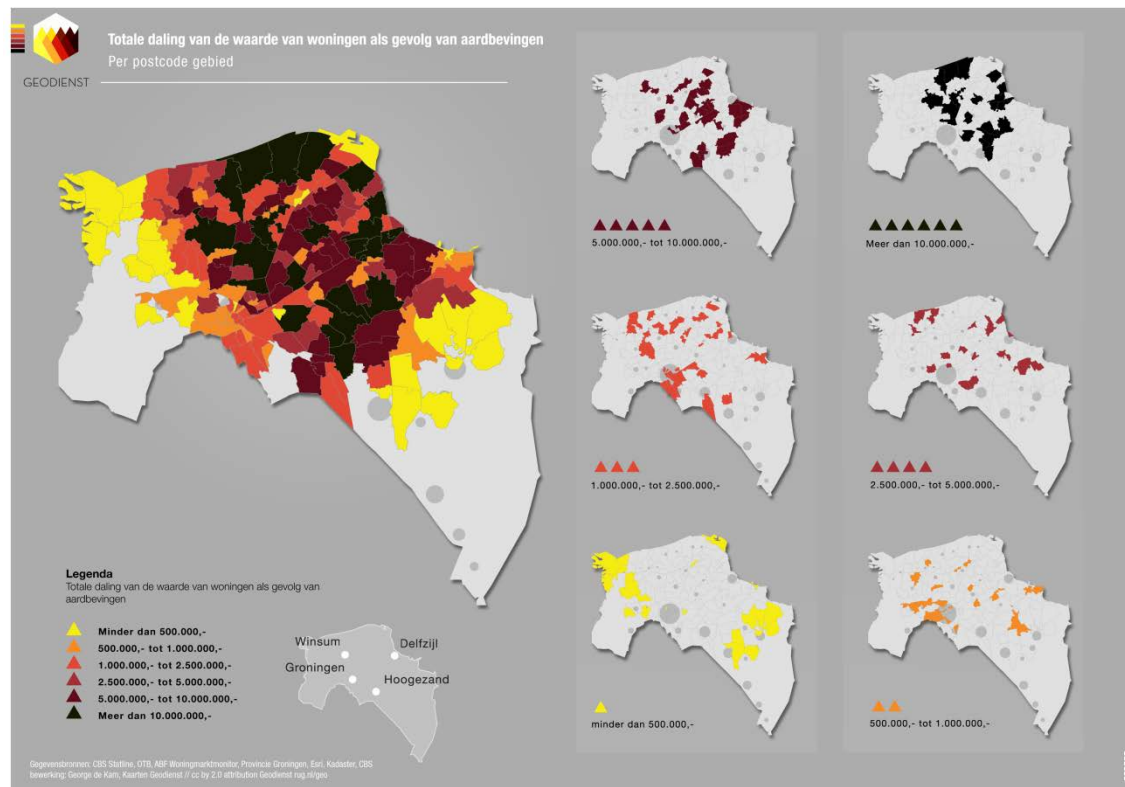 GEODIENST
Totale daling van de waarde van woningen als gevolg van aardbevingen
Per postcode gebied
5.000.000,- tot 10.000.000,-
Meer dan 10.000.000,-
1.000.000,- tot 2.500.000,-
2.500.000,- tot 5.000.000,-
minder dan 500.000,-
500.000,- tot 1.000.000,-
Legenda
Totale daling van de waarde van woningen als gevolg van
aardbevingen
Minder dan 500.000,-
500.000,- tot 1.000.000,-
1.000.000,- tot 2.500.000,-
2.500.000,- tot 5.000.000,-
5.000.000,- tot 10.000.000,-
Meer dan 10.000.000,-
Winsum
Delfzijl
Groningen
Hoogezand
Gegevensbronnen: CBS Statline, OTB, ABF Woningmarktmonitor, Provincie Groningen, Esri, Kadaster, CBS
bewerking: George de Kam, Kaarten Geodienst // cc by 2.0 attribution Geodienst rug.nl/geo